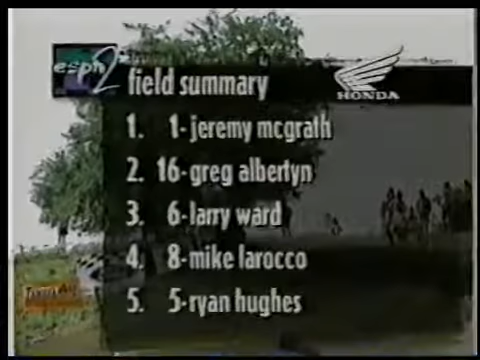 espn2
field summary
HONDA
1. 1-jeremy mcgrath
2. 16-greg albertyn
3. 6-larry ward
4. 8-mike larocco
5. 5-ryan hughes